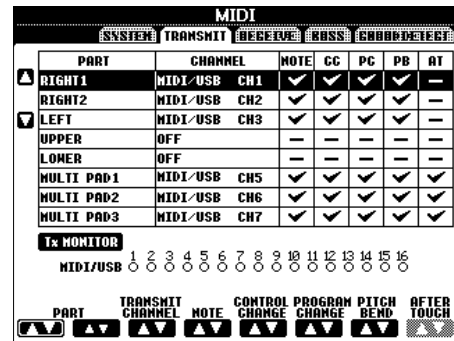 MIDI
SYSTEM TRANSMIT RECEIVE BASS CHORD DETECT
PART CHANNEL NOTE CC PC PB AT
RIGHT1 MIDI/USB CH1
RIGHT2 MIDI/USB CH2
LEFT MIDI/USB CH3
UPPER OFF
LOWER OFF
MULTI PAD1 MIDI/USB CH5
MULTI PAD2 MIDI/USB CH6
MULTI PAD3 MIDI/USB CH7
Tx MONITOR
1 2 3 4 5 6 7 8 9 10 11 12 13 14 15 16
MIDI/USB
PART TRANSMIT CHANNEL NOTE CONTROL CHANGE PROGRAM CHANGE PITCH BEND AFTER TOUCH